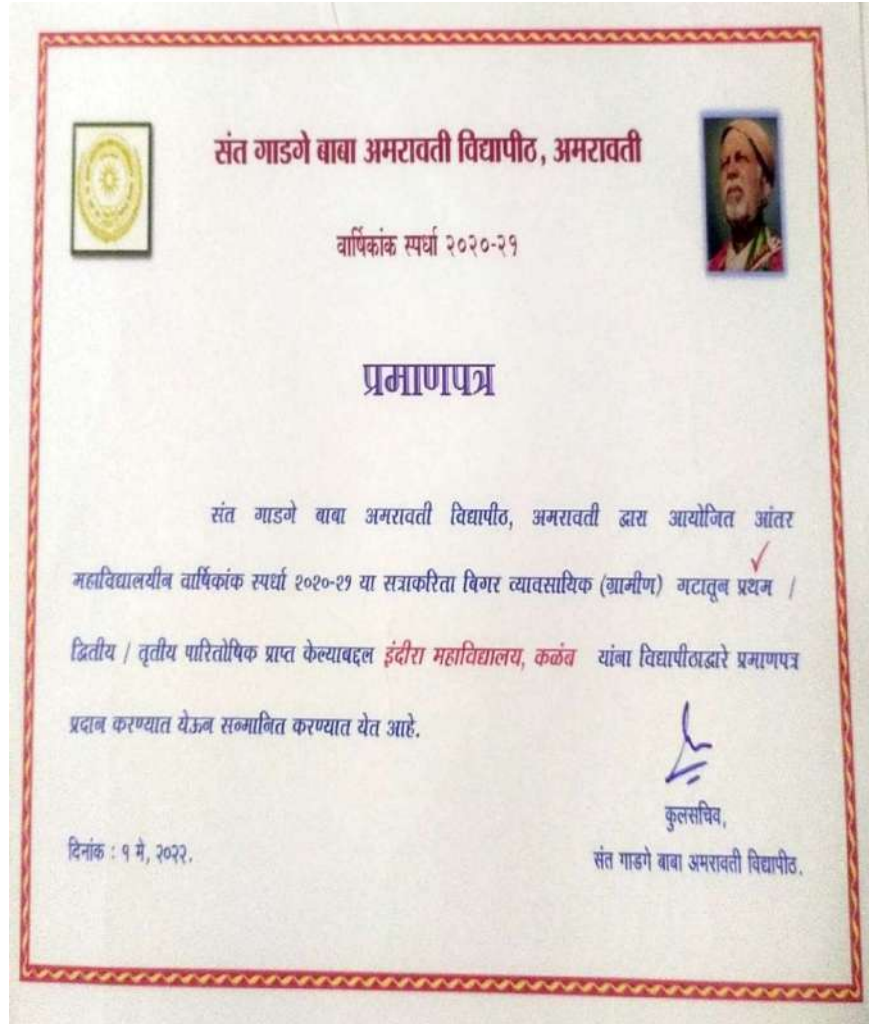 संत गाडगे बाबा अमरावती विद्यापीठ, अमरावती
वार्षिकांक स्पर्धा २०२०-२१
प्रमाणपत्र
संत गाडगे बाबा अमरावती विद्यापीठ, अमरावती द्वारा आयोजित आंतर
महाविद्यालयीन वार्षिकांक स्पर्धा २०२०-२१ या सत्राकरिता बिगर व्यावसायिक (ग्रामीण) गटातून प्रथम /
द्वितीय / तृतीय पारितोषिक प्राप्त केल्याबद्दल इंदीरा महाविद्यालय, कळंब यांना विद्यापीठाद्वारे प्रमाणपत्र
प्रदान करण्यात येऊन सन्मानित करण्यात येत आहे.
कुलसचिव,
दिनांक : १ मे, २०२२.
संत गाडगे बाबा अमरावती विद्यापीठ.